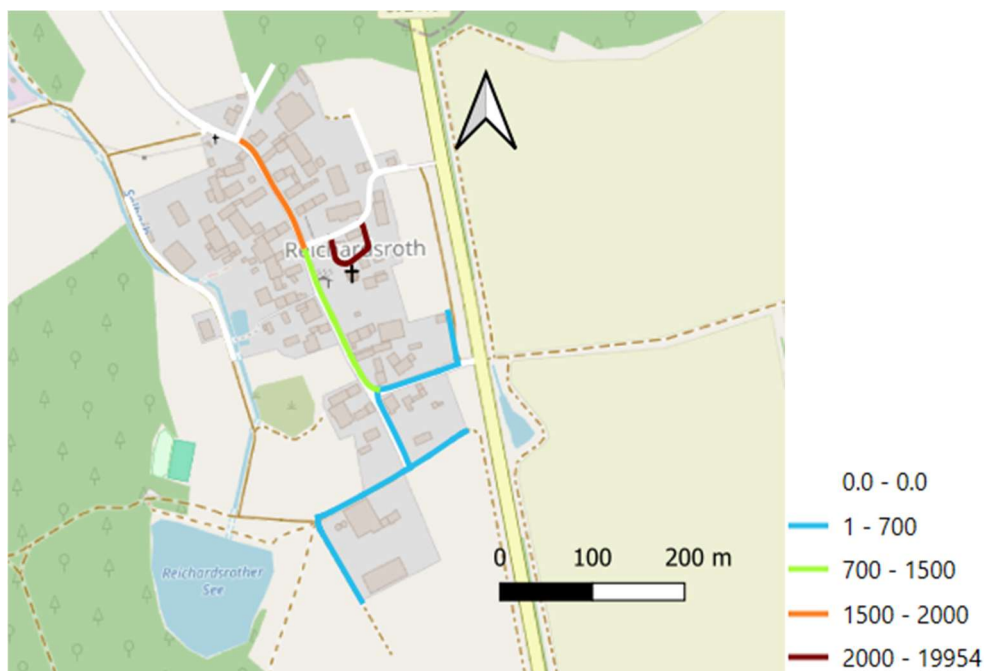 Reichardsroth
Reichardsrother
See
0 100 200 m
0.0 - 0.0
1 - 700
700 - 1500
1500 - 2000
2000 - 19954